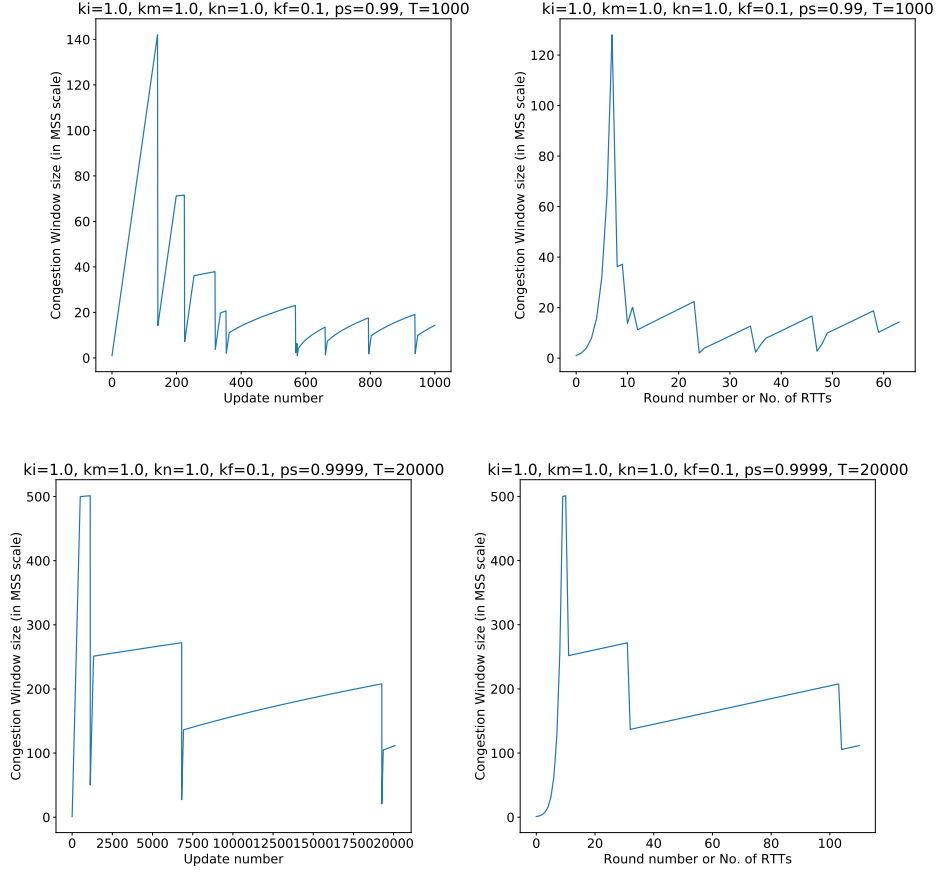 ki=1.0, km=1.0, kn=1.0, kf=0.1, ps=0.99, T=1000
Congestion Window size (in MSS scale)
140
120
100
80
60
40
20
0
0 200 400 600 800 1000
Update number
ki=1.0, km=1.0, kn=1.0, kf=0.1, ps=0.99, T=1000
Congestion Window size (in MSS scale)
120
100
80
60
40
20
0
0 10 20 30 40 50 60
Round number or No. of RTTs
ki=1.0, km=1.0, kn=1.0, kf=0.1, ps=0.9999, T=20000
Congestion Window size (in MSS scale)
500
400
300
200
100
0
0 2500 5000 7500 10000 12500 15000 17500 20000
Update number
ki=1.0, km=1.0, kn=1.0, kf=0.1, ps=0.9999, T=20000
Congestion Window size (in MSS scale)
500
400
300
200
100
0
0 20 40 60 80 100
Round number or No. of RTTs